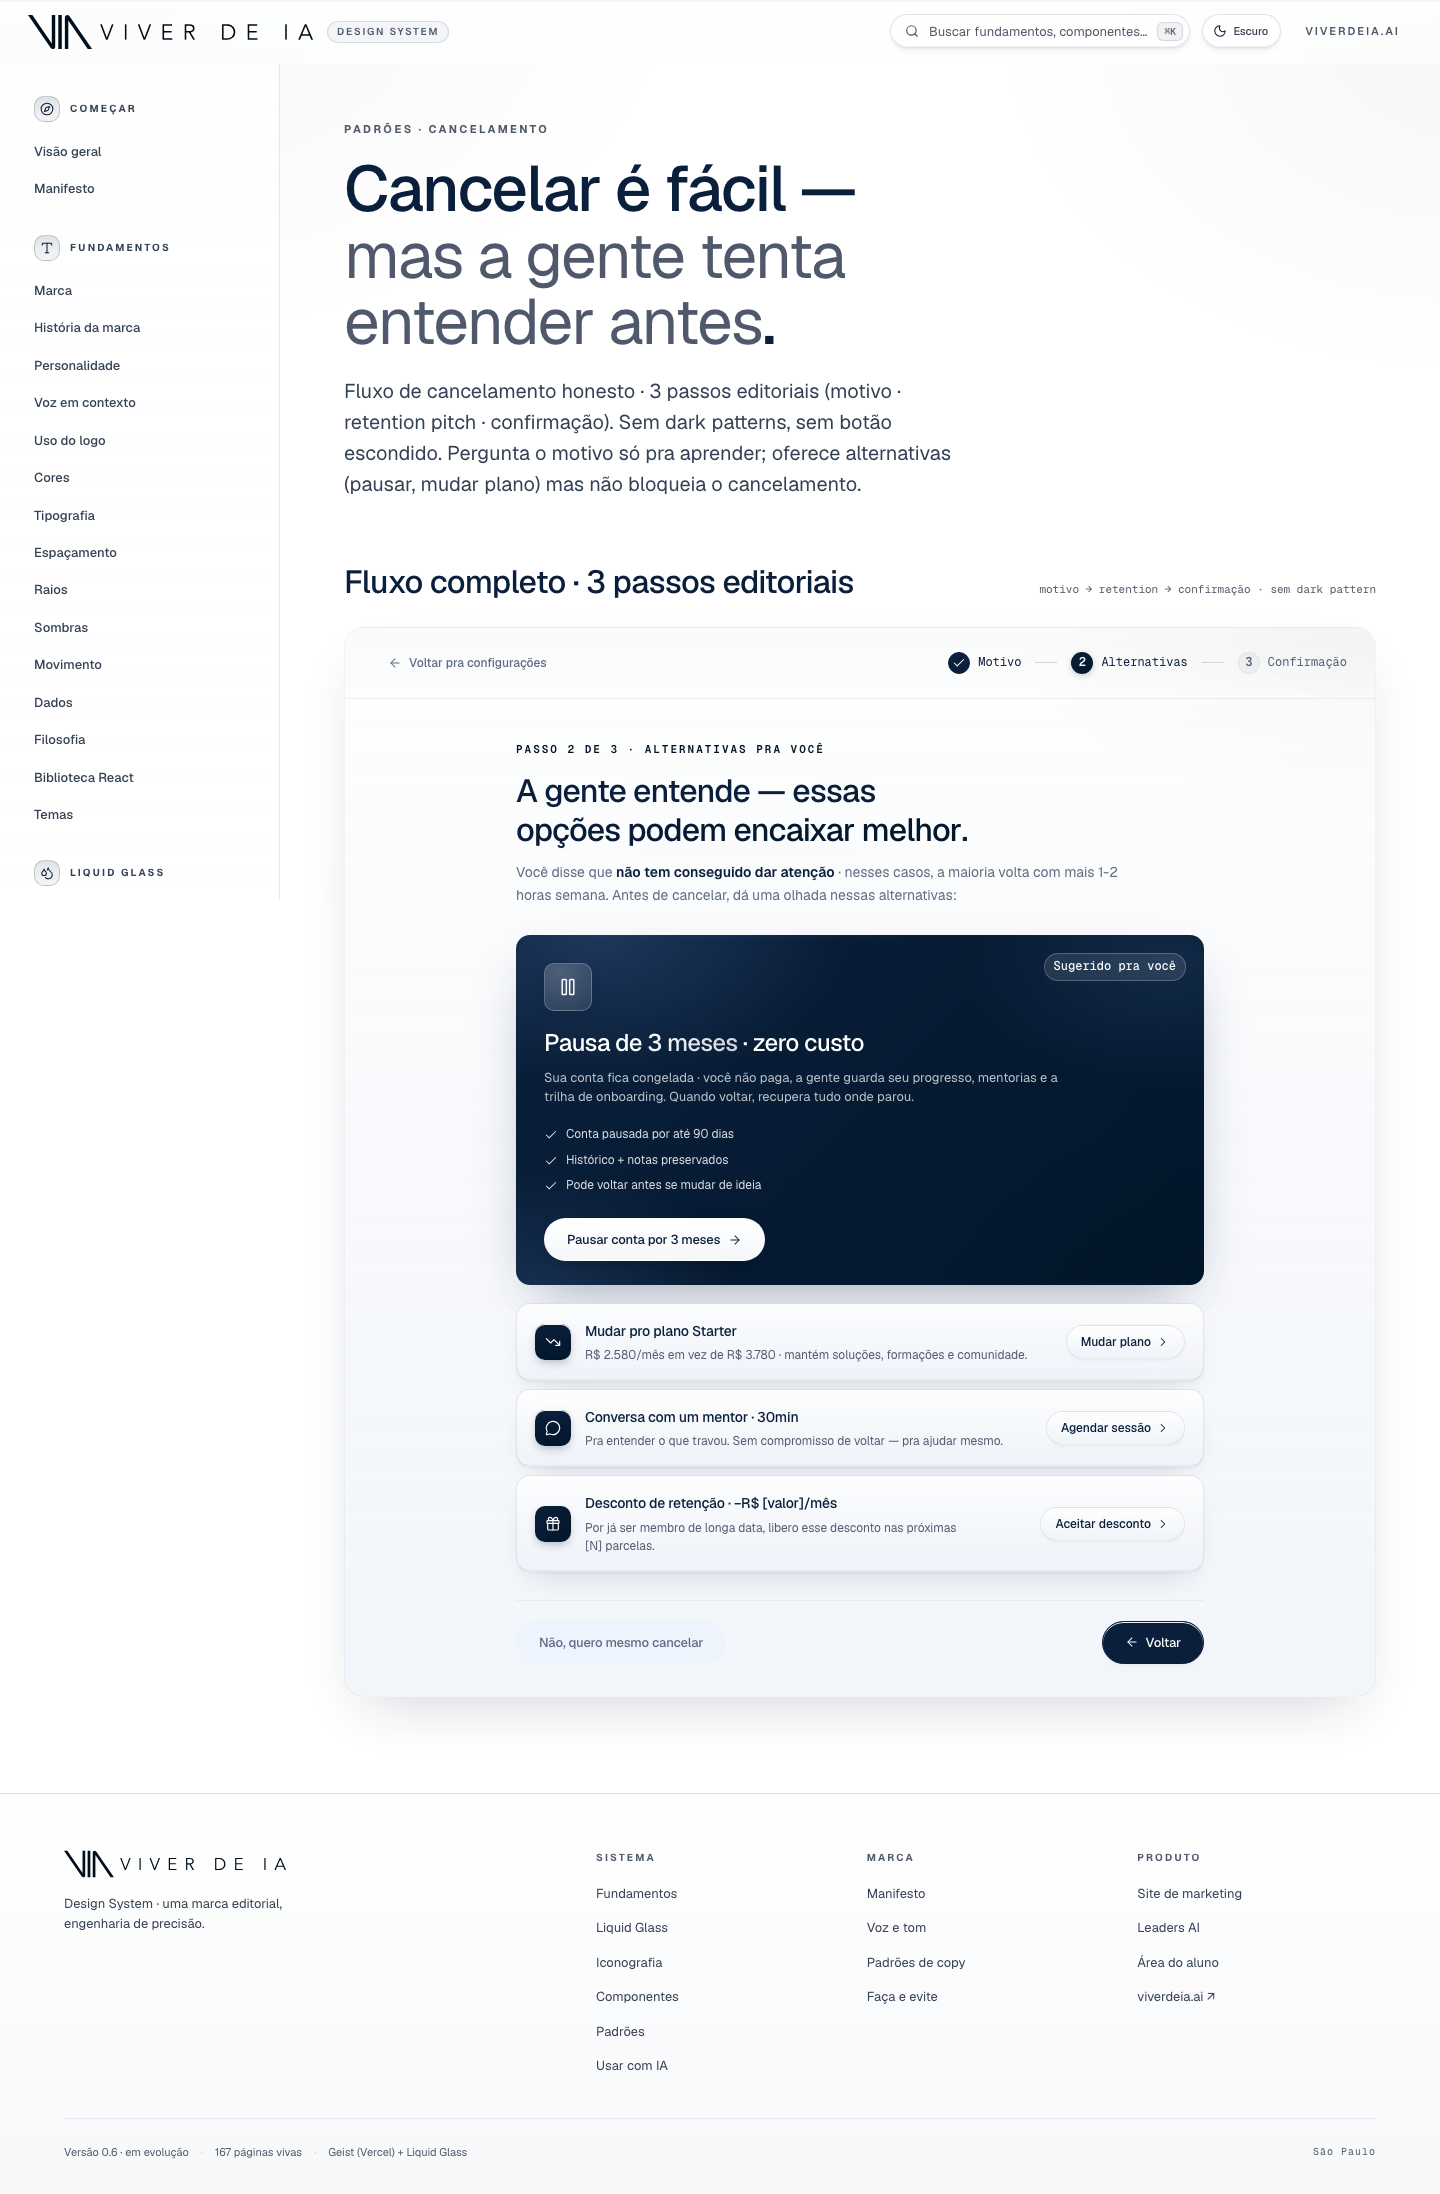 VIVER DE IA
DESIGN SYSTEM
Buscar fundamentos, componentes...
⌘K
Escuro
VIVERDEIA.AI
COMEÇAR
Visão geral
Manifesto
FUNDAMENTOS
Marca
História da marca
Personalidade
Voz em contexto
Uso do logo
Cores
Tipografia
Espaçamento
Raios
Sombras
Movimento
Dados
Filosofia
Biblioteca React
Temas
LIQUID GLASS
PADRÕES · CANCELAMENTO
Cancelar é fácil —
mas a gente tenta
entender antes.
Fluxo de cancelamento honesto · 3 passos editoriais (motivo ·
retention pitch · confirmação). Sem dark patterns, sem botão
escondido. Pergunta o motivo só pra aprender; oferece alternativas
(pausar, mudar plano) mas não bloqueia o cancelamento.
Fluxo completo · 3 passos editoriais
motivo → retention → confirmação · sem dark pattern
← Voltar pra configurações
Motivo
2 Alternativas
3 Confirmação
PASSO 2 DE 3 · ALTERNATIVAS PRA VOCÊ
A gente entende — essas
opções podem encaixar melhor.
Você disse que não tem conseguido dar atenção · nesses casos, a maioria volta com mais 1-2
horas semana. Antes de cancelar, dá uma olhada nessas alternativas:
Sugerido pra você
Pausa de 3 meses · zero custo
Sua conta fica congelada · você não paga, a gente guarda seu progresso, mentorias e a
trilha de onboarding. Quando voltar, recupera tudo onde parou.
Conta pausada por até 90 dias
Histórico + notas preservados
Pode voltar antes se mudar de ideia
Pausar conta por 3 meses →
Mudar pro plano Starter
R$ 2.580/mês em vez de R$ 3.780 · mantém soluções, formações e comunidade.
Mudar plano
Conversa com um mentor · 30min
Pra entender o que travou. Sem compromisso de voltar — pra ajudar mesmo.
Agendar sessão
Desconto de retenção · −R$ [valor]/mês
Por já ser membro de longa data, libero esse desconto nas próximas
[N] parcelas.
Aceitar desconto
Não, quero mesmo cancelar
← Voltar
VIVER DE IA
Design System · uma marca editorial,
engenharia de precisão.
SISTEMA
Fundamentos
Liquid Glass
Iconografia
Componentes
Padrões
Usar com IA
MARCA
Manifesto
Voz e tom
Padrões de copy
Faça e evite
PRODUTO
Site de marketing
Leaders AI
Área do aluno
viverdeia.ai ↗
Versão 0.6 · em evolução · 167 páginas vivas · Geist (Vercel) + Liquid Glass
São Paulo